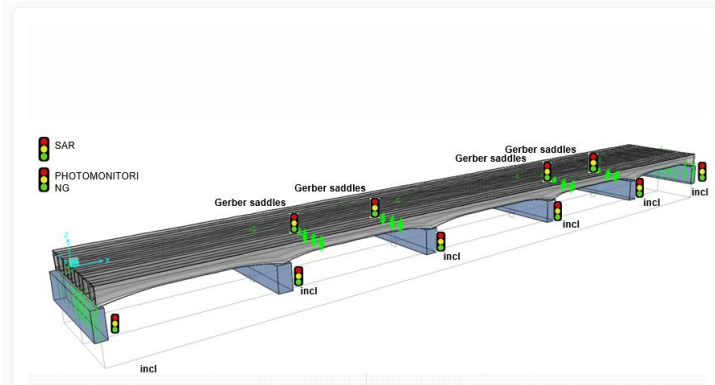 SAR
PHOTOMONITORI
NG
Gerber saddles
Gerber saddles
Gerber saddles
Gerber saddles
incl
incl
incl
incl
incl
incl
Z
X